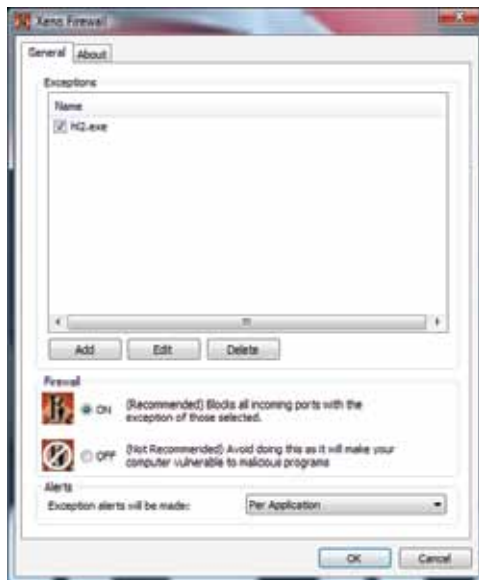 Xeno Firewall
General
About
Exceptions
Name
hl2.exe
Add
Edit
Delete
Firewall
ON
(Recommended) Blocks all incoming ports with the
exception of those selected.
OFF
(Not Recommended) Avoid doing this as it will make your
computer vulnerable to malicious programs
Alerts
Exception alerts will be made:
Per Application
OK
Cancel